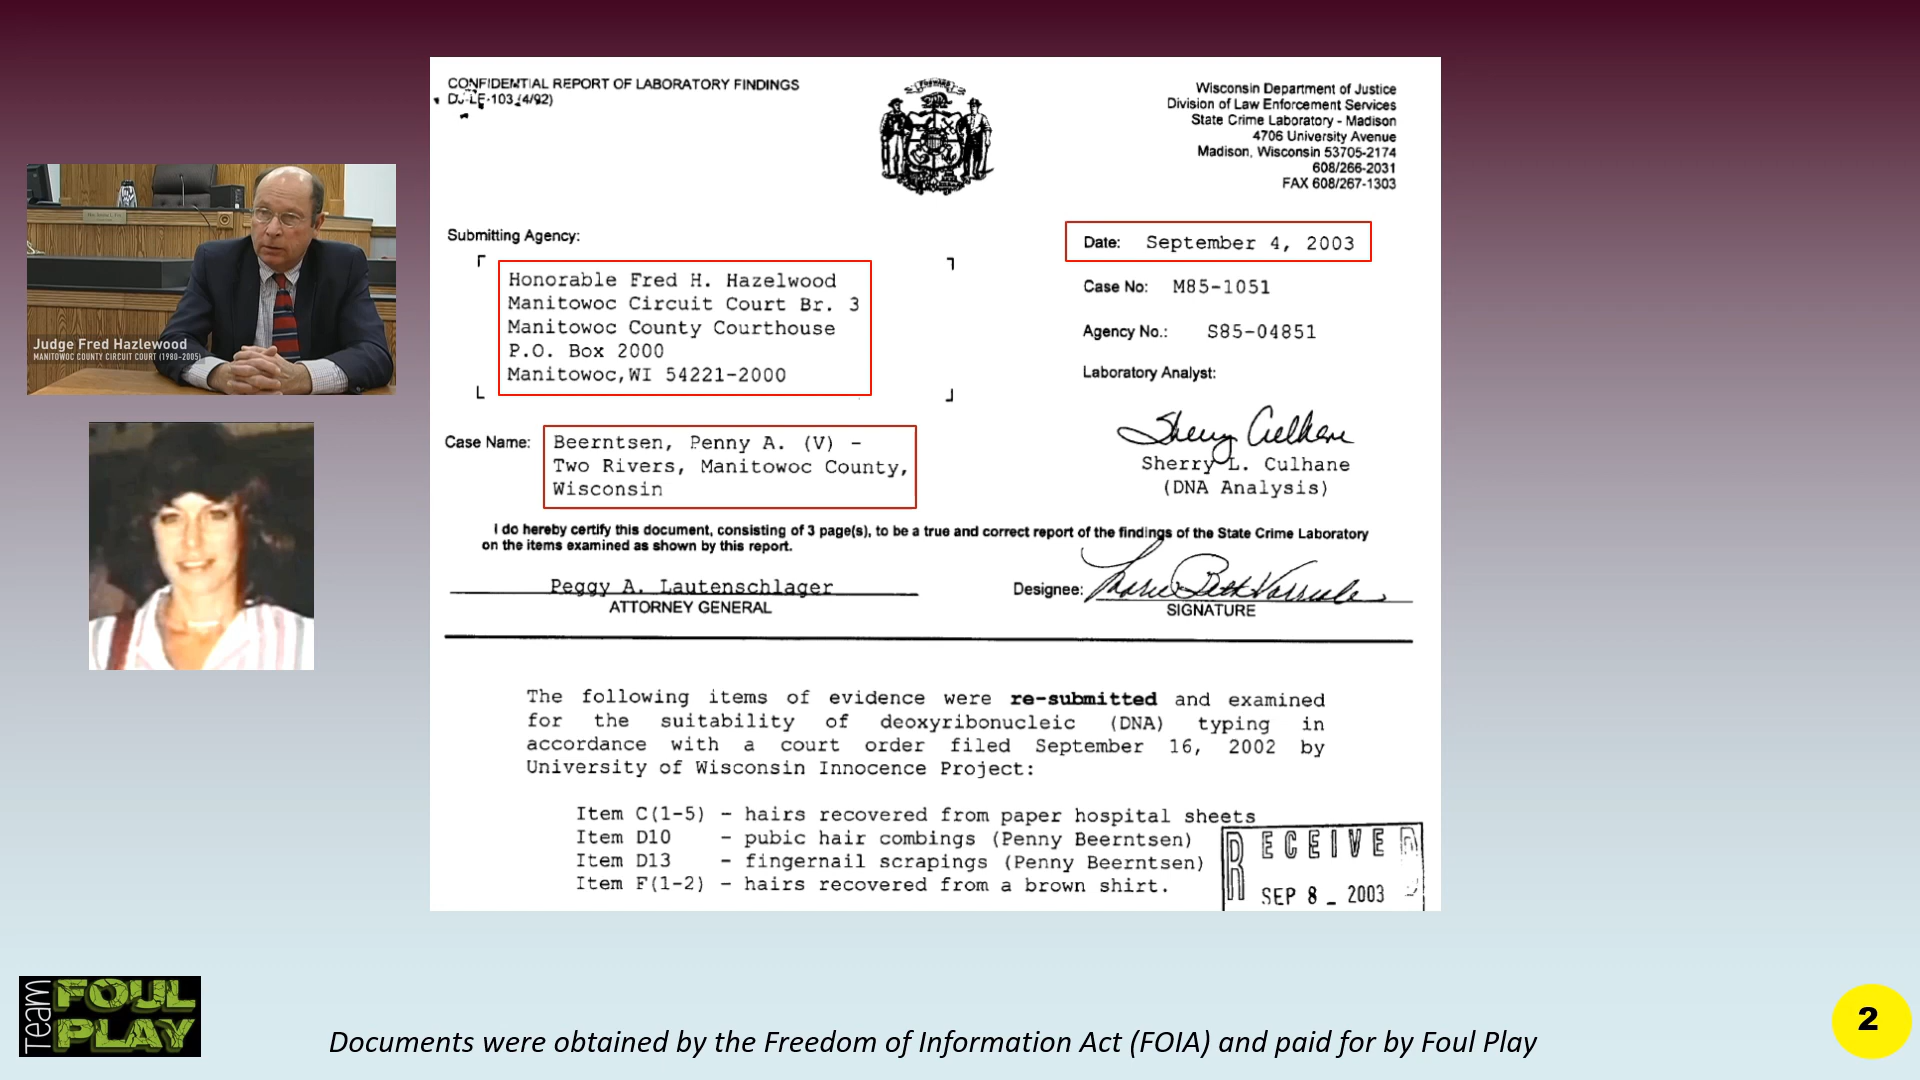 CONFIDENTIAL REPORT OF LABORATORY FINDINGS
DJ-LE-103 (4/92)
FORWARD
Wisconsin Department of Justice
Division of Law Enforcement Services
State Crime Laboratory - Madison
4706 University Avenue
Madison, Wisconsin 53705-2174
608/266-2031
FAX 608/267-1303
Submitting Agency:
Honorable Fred H. Hazelwood
Manitowoc Circuit Court Br. 3
Manitowoc County Courthouse
P.O. Box 2000
Manitowoc,WI 54221-2000
Date: September 4, 2003
Case No: M85-1051
Agency No.: S85-04851
Laboratory Analyst:
Sherry Culhane
Sherry L. Culhane
(DNA Analysis)
Case Name: Beerntsen, Penny A. (V) -
Two Rivers, Manitowoc County,
Wisconsin
I do hereby certify this document, consisting of 3 page(s), to be a true and correct report of the findings of the State Crime Laboratory
on the items examined as shown by this report.
Peggy A. Lautenschlager
ATTORNEY GENERAL
Designee:
SIGNATURE
The following items of evidence were re-submitted and examined
for the suitability of deoxyribonucleic (DNA) typing in
accordance with a court order filed September 16, 2002 by
University of Wisconsin Innocence Project:
Item C(1-5) - hairs recovered from paper hospital sheets
Item D10 - pubic hair combings (Penny Beerntsen)
Item D13 - fingernail scrapings (Penny Beerntsen)
Item F(1-2) - hairs recovered from a brown shirt.
RECEIVED
SEP 8 - 2003
Judge Fred Hazlewood
MANITOWOC COUNTY CIRCUIT COURT (1980-2005)
Team
FOUL
PLAY
Documents were obtained by the Freedom of Information Act (FOIA) and paid for by Foul Play
2